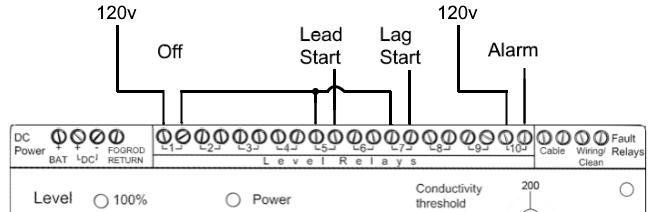 120v 120v
Off Lead Start Lag Start Alarm
DC Power + + - Fault Relays
BAT └DC┘ FOGROD RETURN └1┘ └2┘ └3┘ └4┘ └5┘ └6┘ └7┘ └8┘ └9┘ └10┘ Cable Wiring/ Clean
Level Relays
Level 100% Power Conductivity threshold 200